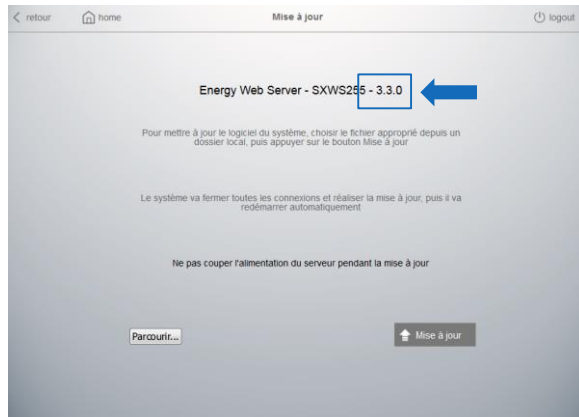 retour home Mise à jour logout
Energy Web Server - SXWS255 - 3.3.0
Pour mettre à jour le logiciel du système, choisir le fichier approprié depuis un
dossier local, puis appuyer sur le bouton Mise à jour
Le système va fermer toutes les connexions et réaliser la mise à jour, puis il va
redémarrer automatiquement
Ne pas couper l'alimentation du serveur pendant la mise à jour
Parcourir... Mise à jour